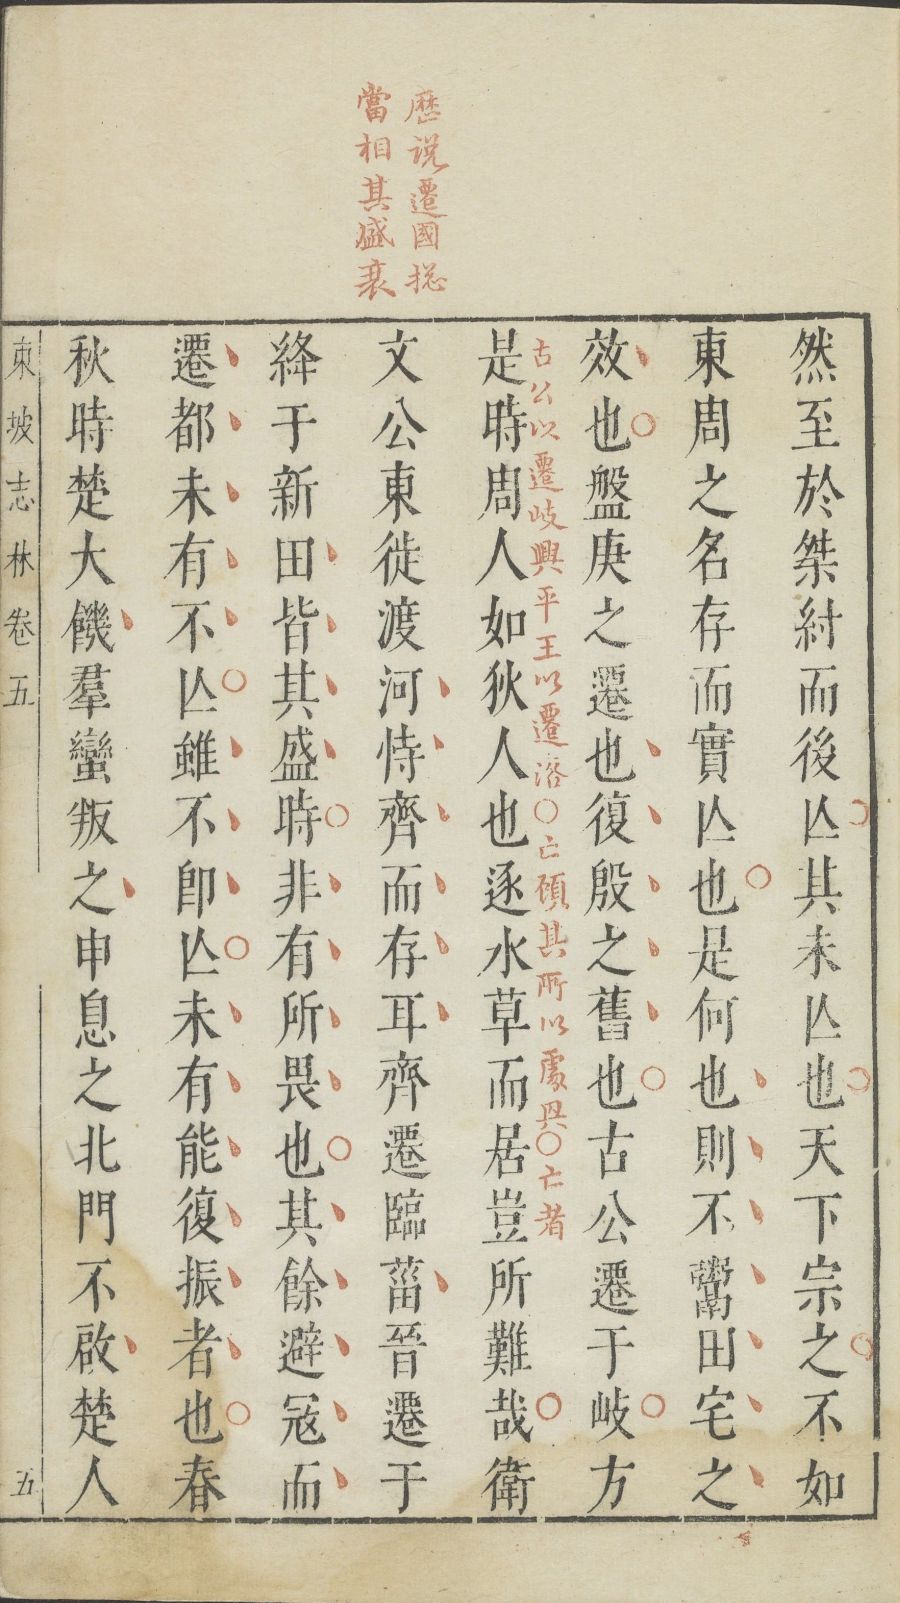 歷説遷國揔
當相其盛衰
然至於桀紂而後亾其未亾也天下宗之不如
東周之名存而實亾也是何也則不鬻田宅之
效也盤庚之遷也復殷之舊也古公遷于岐方
古公以遷岐興平王以遷洛亡碩其所以處興亡者
是時周人如狄人也逐水草而居豈所難哉衛
文公東徙渡河恃齊而存耳齊遷臨菑晉遷于
絳于新田皆其盛時非有所畏也其餘避冦而
遷都未有不亾雖不卽亾未有能復振者也春
秋時楚大饑羣蠻叛之申息之北門不啟楚人
東坡志林卷五
五